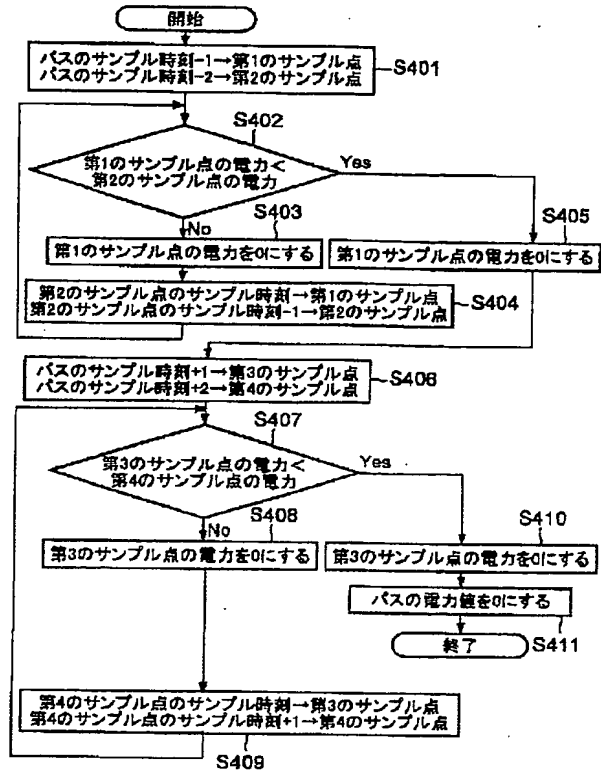 開始
パスのサンプル時刻-1→第1のサンプル点
パスのサンプル時刻-2→第2のサンプル点
S401
S402
第1のサンプル点の電力<
第2のサンプル点の電力
Yes
No
S403
第1のサンプル点の電力を0にする
S405
第1のサンプル点の電力を0にする
第2のサンプル点のサンプル時刻→第1のサンプル点
第2のサンプル点のサンプル時刻-1→第2のサンプル点
S404
パスのサンプル時刻+1→第3のサンプル点
パスのサンプル時刻+2→第4のサンプル点
S406
S407
第3のサンプル点の電力<
第4のサンプル点の電力
Yes
No
S408
第3のサンプル点の電力を0にする
S410
第3のサンプル点の電力を0にする
パスの電力値を0にする
S411
終了
第4のサンプル点のサンプル時刻→第3のサンプル点
第4のサンプル点のサンプル時刻+1→第4のサンプル点
S409